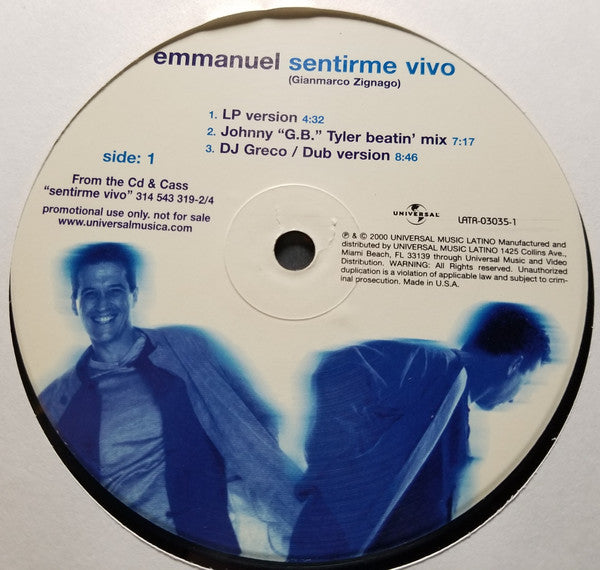 emmanuel sentirme vivo
(Gianmarco Zignago)
1. LP version 4:32
2. Johnny "G.B." Tyler beatin' mix 7:17
3. DJ Greco / Dub version 8:46
side: 1
From the Cd & Cass
"sentirme vivo" 314 543 319-2/4
promotional use only. not for sale
www.universalmusica.com
UNIVERSAL
LATR-03035-1
℗ & © 2000 UNIVERSAL MUSIC LATINO Manufactured and
distributed by UNIVERSAL MUSIC LATINO 1425 Collins Ave.,
Miami Beach, FL 33139 through Universal Music and Video
Distribution. WARNING: All Rights reserved. Unauthorized
duplication is a violation of applicable law and subject to crim-
inal prosecution. Made in U.S.A.